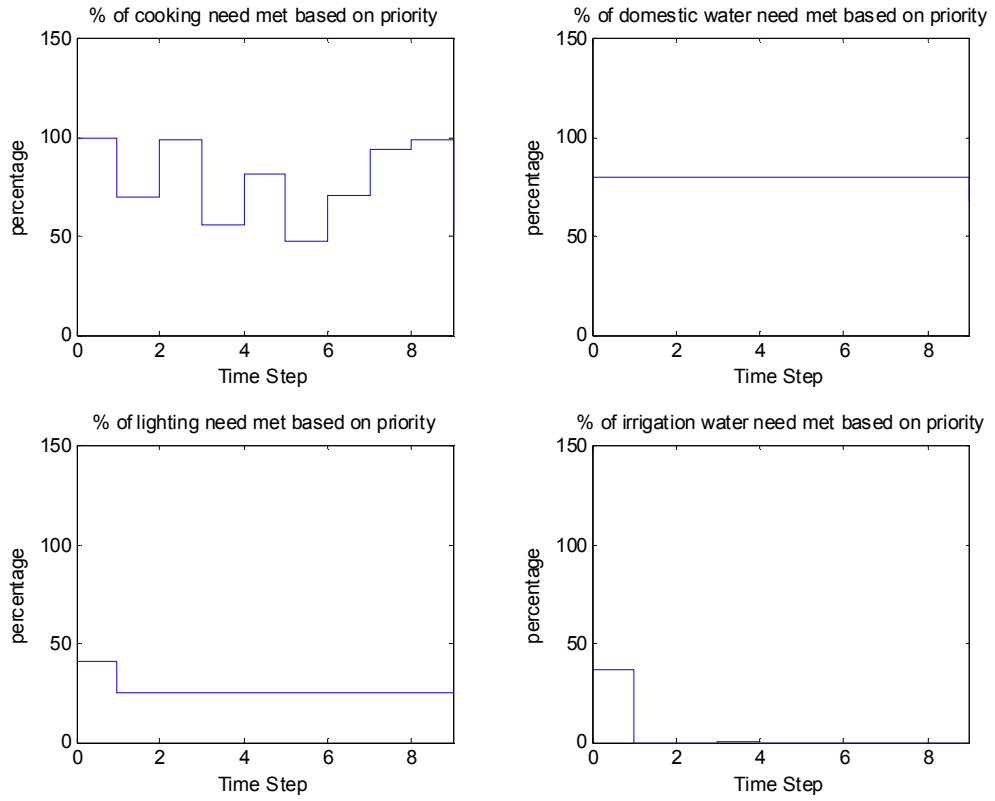 % of cooking need met based on priority
150
100
50
0
percentage
0 2 4 6 8
Time Step
% of domestic water need met based on priority
150
100
50
0
percentage
0 2 4 6 8
Time Step
% of lighting need met based on priority
150
100
50
0
percentage
0 2 4 6 8
Time Step
% of irrigation water need met based on priority
150
100
50
0
percentage
0 2 4 6 8
Time Step